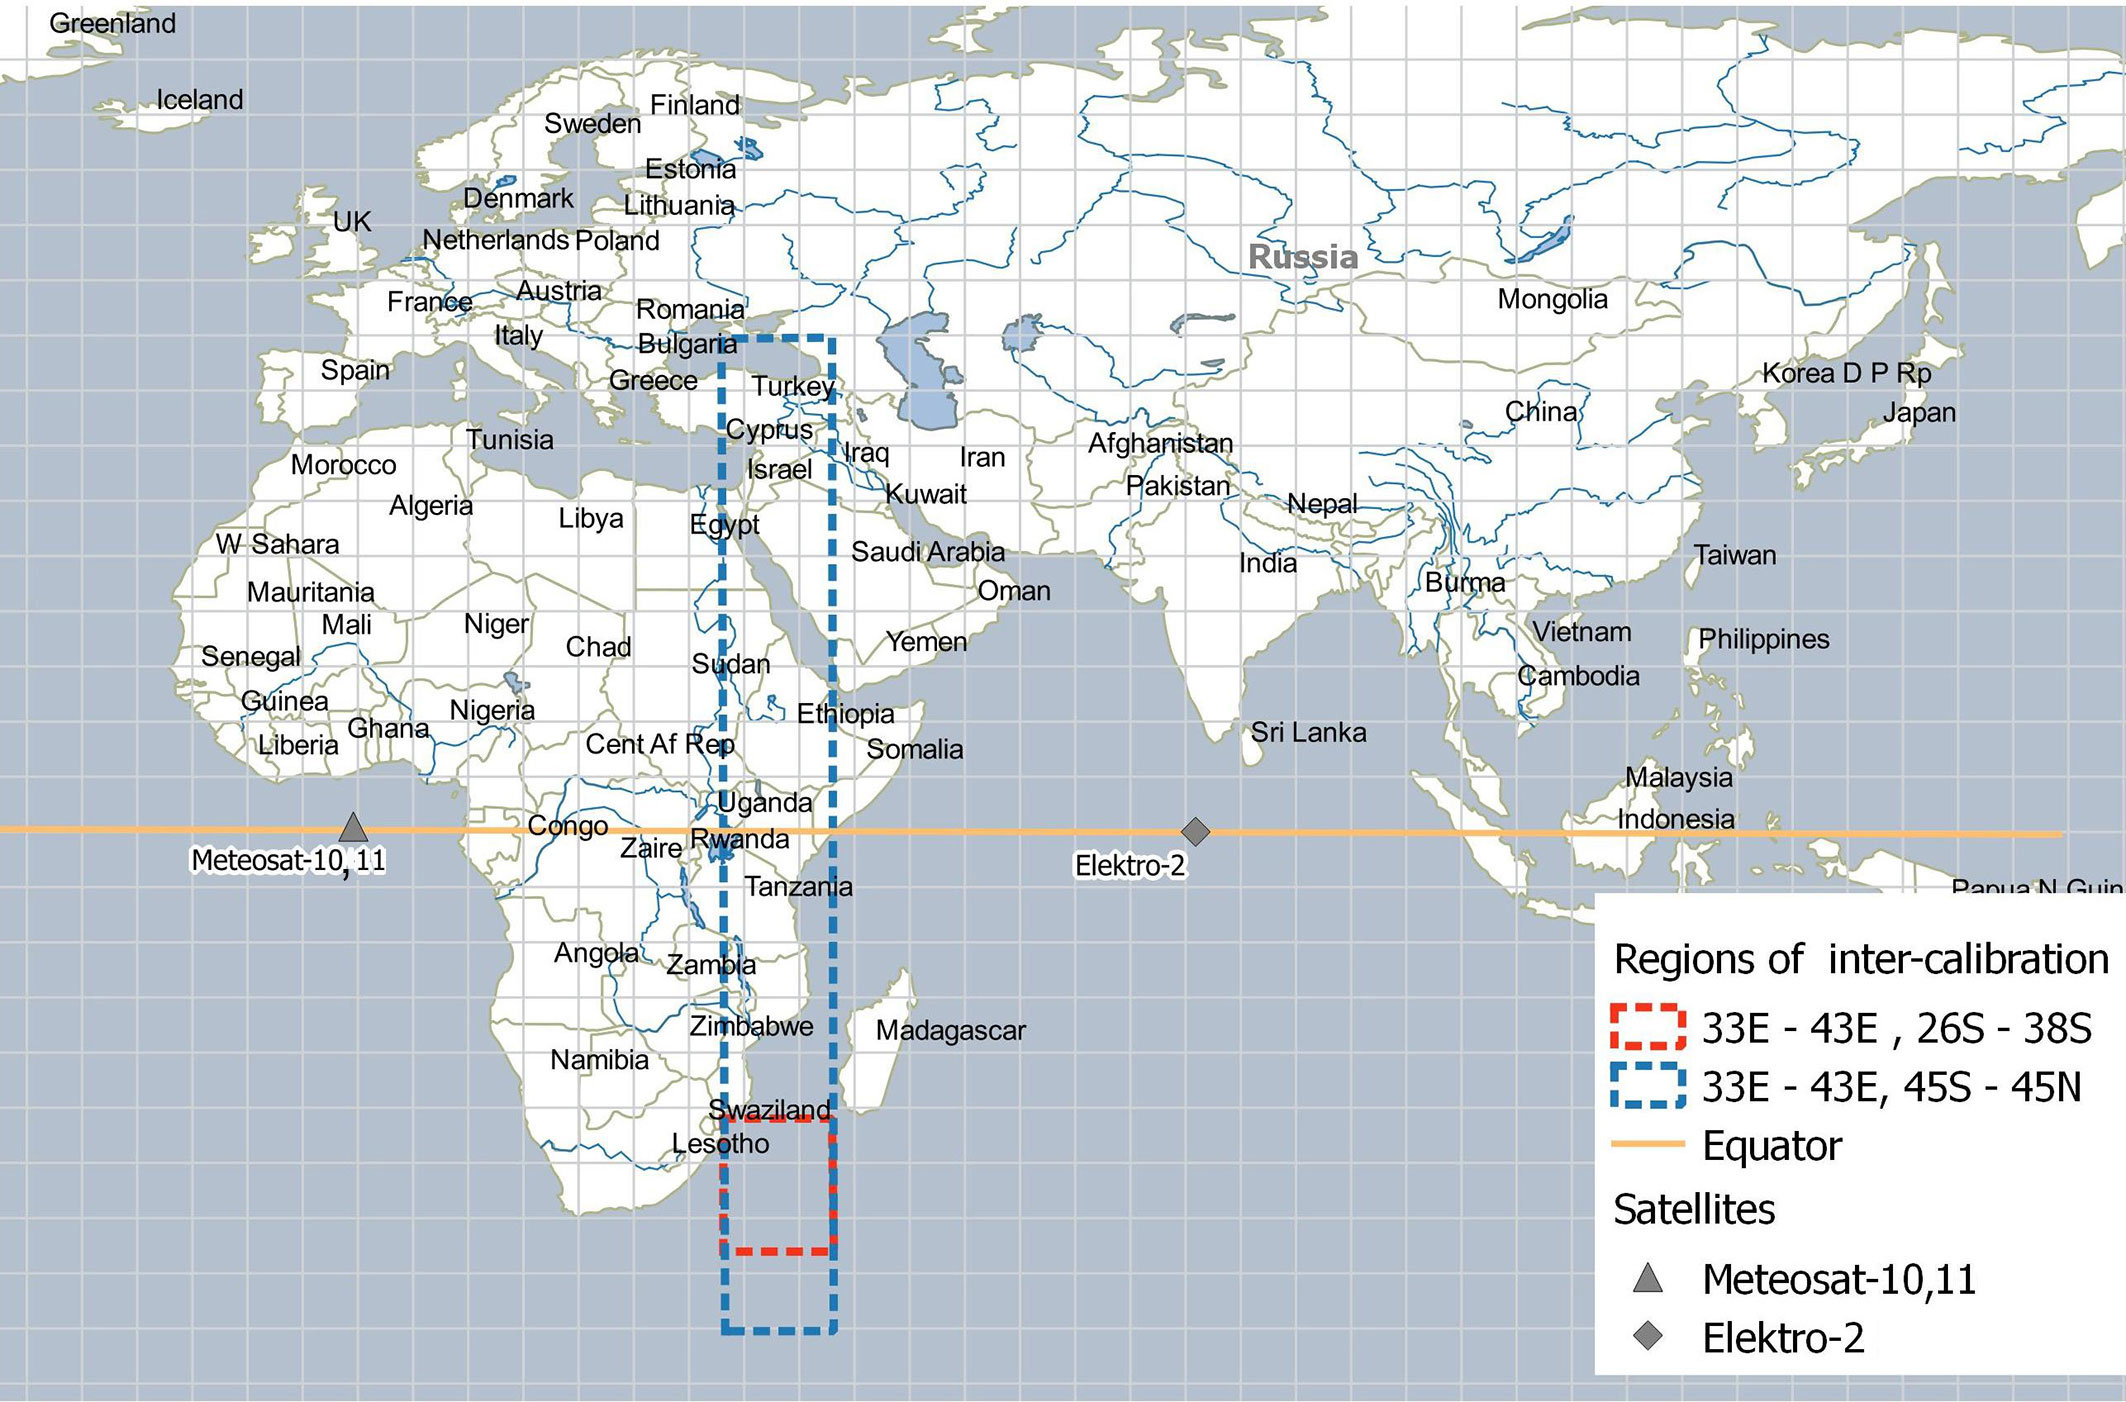 Greenland
Iceland
Finland
Sweden
Estonia
Denmark
Lithuania
UK
Netherlands Poland
Russia
Austria
France
Mongolia
Romania
Italy
Bulgaria
Spain
Greece
Turkey
Korea D P Rp
China
Japan
Cyprus
Tunisia
Afghanistan
Iraq
Iran
Morocco
Israel
Pakistan
Kuwait
Nepal
Algeria
Libya
Egypt
W Sahara
Saudi Arabia
Taiwan
India
Burma
Mauritania
Oman
Mali
Niger
Vietnam
Philippines
Chad
Yemen
Senegal
Sudan
Cambodia
Guinea
Nigeria
Ethiopia
Ghana
Sri Lanka
Liberia
Cent Af Rep
Somalia
Malaysia
Uganda
Indonesia
Congo
Rwanda
Zaire
Meteosat-10, 11
Elektro-2
Tanzania
Papua N Guin
Angola
Zambia
Zimbabwe
Madagascar
Namibia
Swaziland
Lesotho
Regions of inter-calibration
33E - 43E , 26S - 38S
33E - 43E, 45S - 45N
Equator
Satellites
Meteosat-10,11
Elektro-2